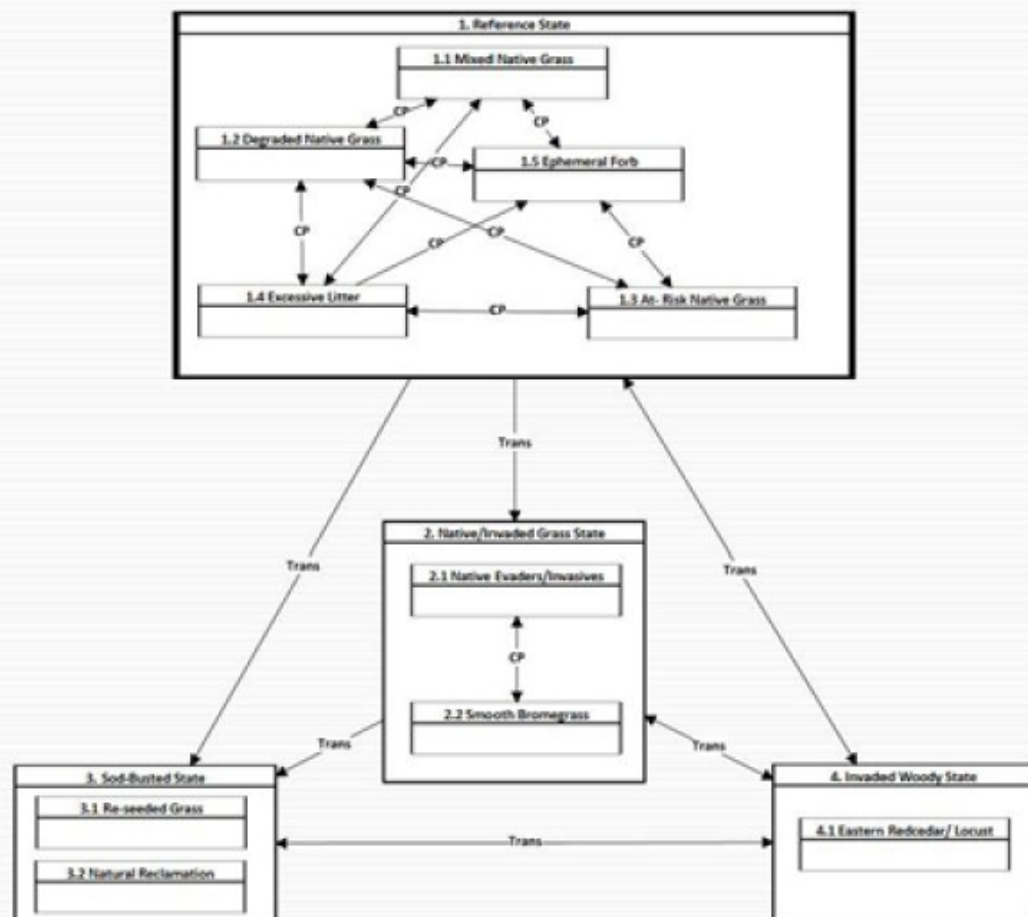 1. Reference State
1.1 Mixed Native Grass
CP
CP
1.2 Degraded Native Grass
CP
1.5 Ephemeral Forb
CP
CP
CP
CP
CP
1.4 Excessive Litter
1.3 At- Risk Native Grass
CP
Trans
Trans
Trans
2. Native/Invaded Grass State
2.1 Native Evaders/Invasives
CP
2.2 Smooth Bromegrass
Trans
Trans
3. Sod-Busted State
3.1 Re-seeded Grass
3.2 Natural Reclamation
Trans
4. Invaded Woody State
4.1 Eastern Redcedar/ Locust